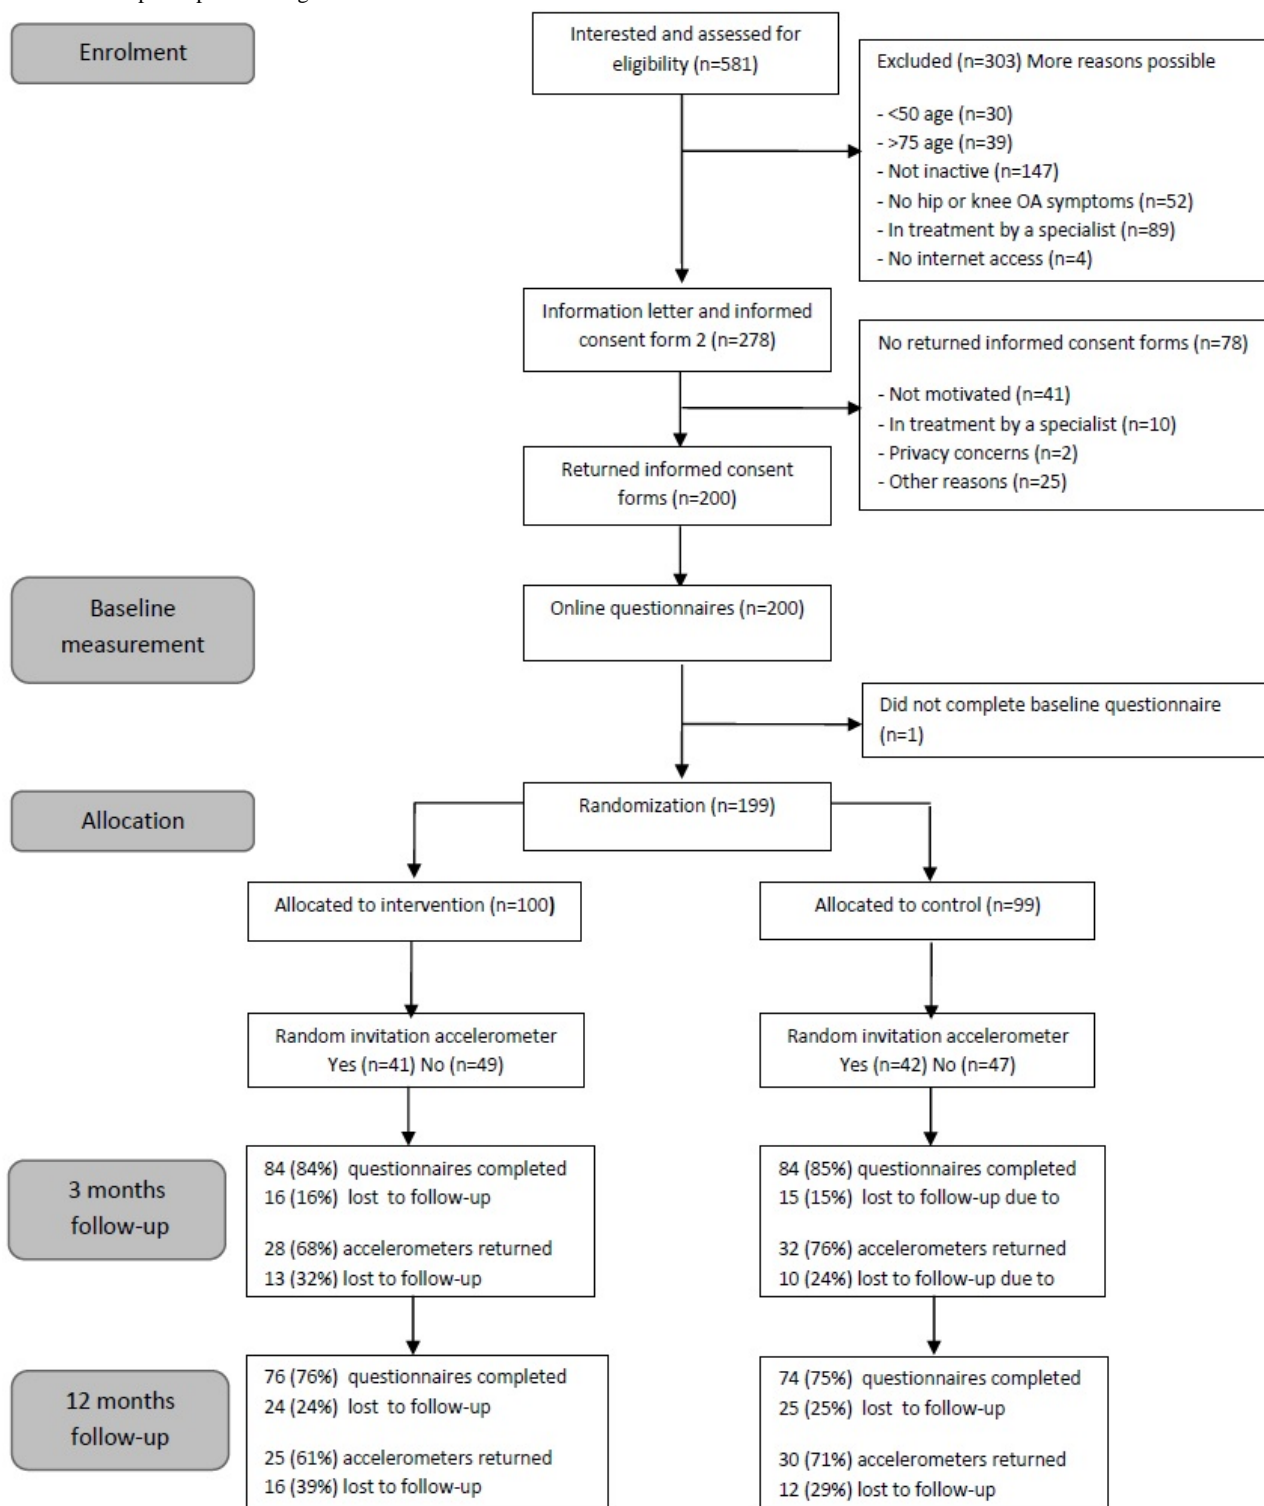 Enrolment
Interested and assessed for
eligibility (n=581)
Excluded (n=303) More reasons possible
- <50 age (n=30)
- >75 age (n=39)
- Not inactive (n=147)
- No hip or knee OA symptoms (n=52)
- In treatment by a specialist (n=89)
- No internet access (n=4)
Information letter and informed
consent form 2 (n=278)
No returned informed consent forms (n=78)
- Not motivated (n=41)
- In treatment by a specialist (n=10)
- Privacy concerns (n=2)
- Other reasons (n=25)
Returned informed consent
forms (n=200)
Baseline
measurement
Online questionnaires (n=200)
Did not complete baseline questionnaire
(n=1)
Allocation
Randomization (n=199)
Allocated to intervention (n=100)
Allocated to control (n=99)
Random invitation accelerometer
Yes (n=41) No (n=49)
Random invitation accelerometer
Yes (n=42) No (n=47)
3 months
follow-up
84 (84%) questionnaires completed
16 (16%) lost to follow-up
28 (68%) accelerometers returned
13 (32%) lost to follow-up
84 (85%) questionnaires completed
15 (15%) lost to follow-up due to
32 (76%) accelerometers returned
10 (24%) lost to follow-up due to
12 months
follow-up
76 (76%) questionnaires completed
24 (24%) lost to follow-up
25 (61%) accelerometers returned
16 (39%) lost to follow-up
74 (75%) questionnaires completed
25 (25%) lost to follow-up
30 (71%) accelerometers returned
12 (29%) lost to follow-up